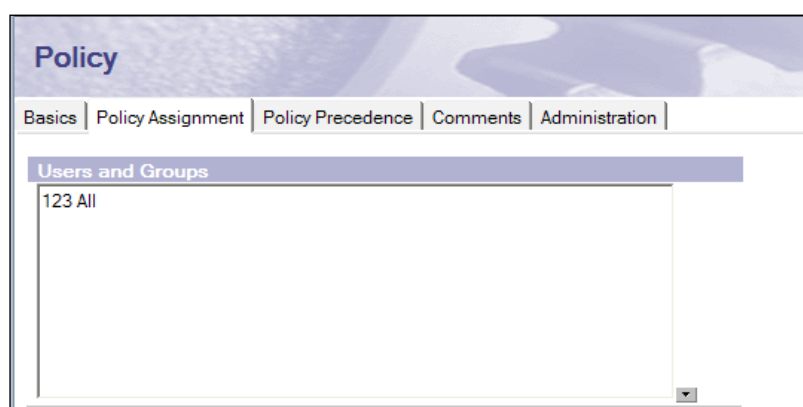 Policy
Basics Policy Assignment Policy Precedence Comments Administration
Users and Groups
123 All